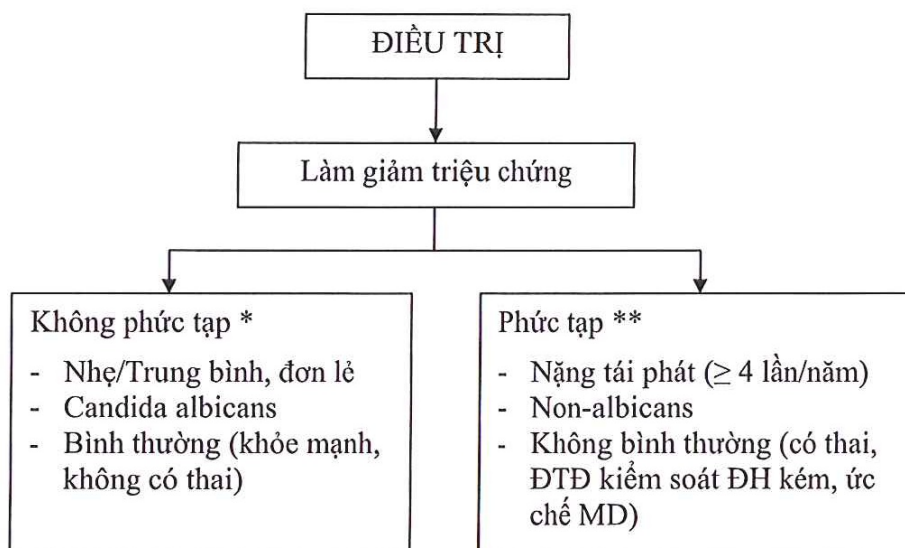 ĐIỀU TRỊ
Làm giảm triệu chứng
Không phức tạp *
- Nhẹ/Trung bình, đơn lẻ
- Candida albicans
- Bình thường (khỏe mạnh,
không có thai)
Phức tạp **
- Nặng tái phát (≥ 4 lần/năm)
- Non-albicans
- Không bình thường (có thai,
ĐTĐ kiểm soát ĐH kém, ức
chế MD)